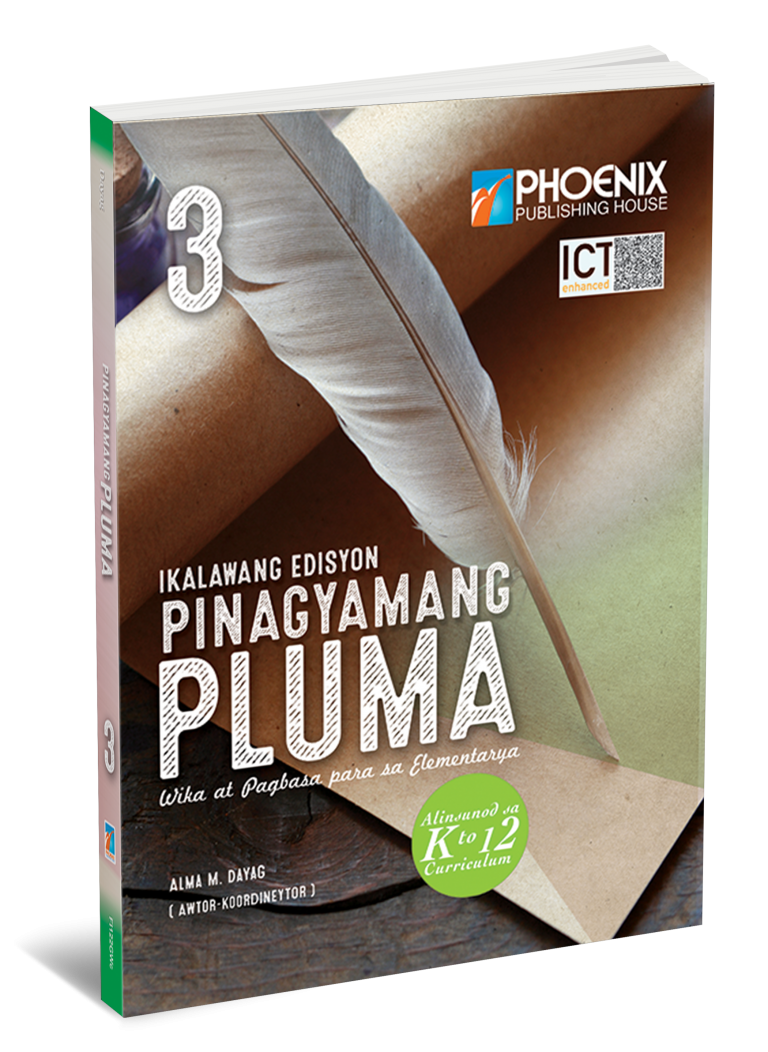 3
PHOENIX
PUBLISHING HOUSE
ICT
enhanced
IKALAWANG EDISYON
PINAGYAMANG
PLUMA
Wika at Pagbasa para sa Elementarya
Alinsunod sa
K to 12
Curriculum
ALMA M. DAYAG
( AWTOR-KOORDINEYTOR )
Dayag
PINAGYAMANG PLUMA
3